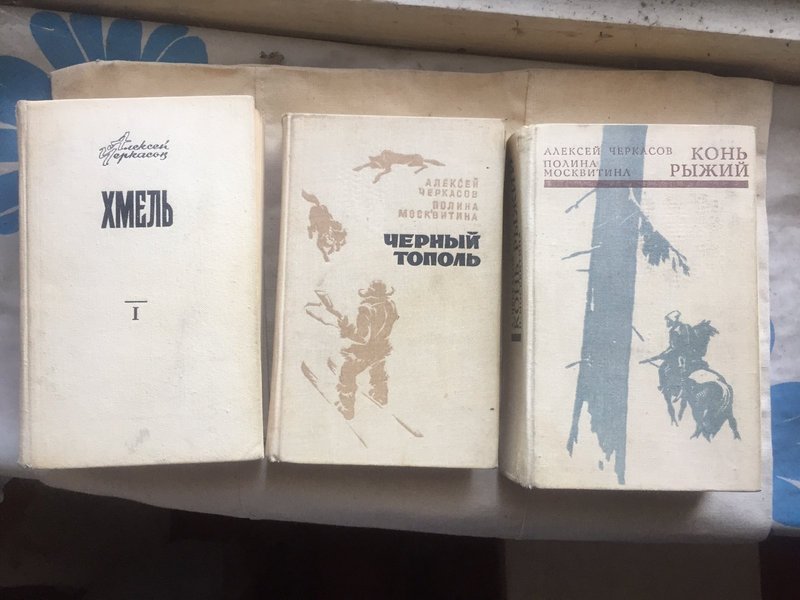 Алексей
Черкасов
ХМЕЛЬ
I
АЛЕКСЕЙ
ЧЕРКАСОВ
ПОЛИНА
МОСКВИТИНА
ЧЕРНЫЙ
ТОПОЛЬ
АЛЕКСЕЙ ЧЕРКАСОВ
ПОЛИНА
МОСКВИТИНА
КОНЬ
РЫЖИЙ